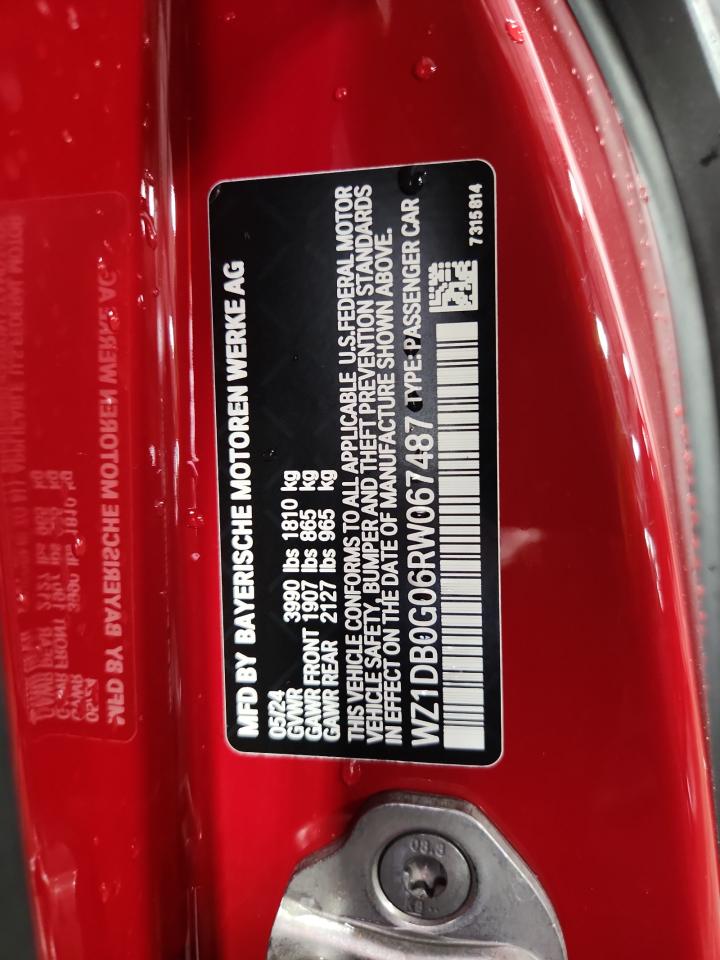 MFD BY BAYERISCHE MOTOREN WERKE AG
05/24
GVWR 3990 lbs 1810 kg
GAWR FRONT 1907 lbs 865 kg
GAWR REAR 2127 lbs 965 kg
THIS VEHICLE CONFORMS TO ALL APPLICABLE U.S.FEDERAL MOTOR
VEHICLE SAFETY, BUMPER AND THEFT PREVENTION STANDARDS
IN EFFECT ON THE DATE OF MANUFACTURE SHOWN ABOVE.
WZ1DB0G06RW067487 TYPE: PASSENGER CAR
7315814